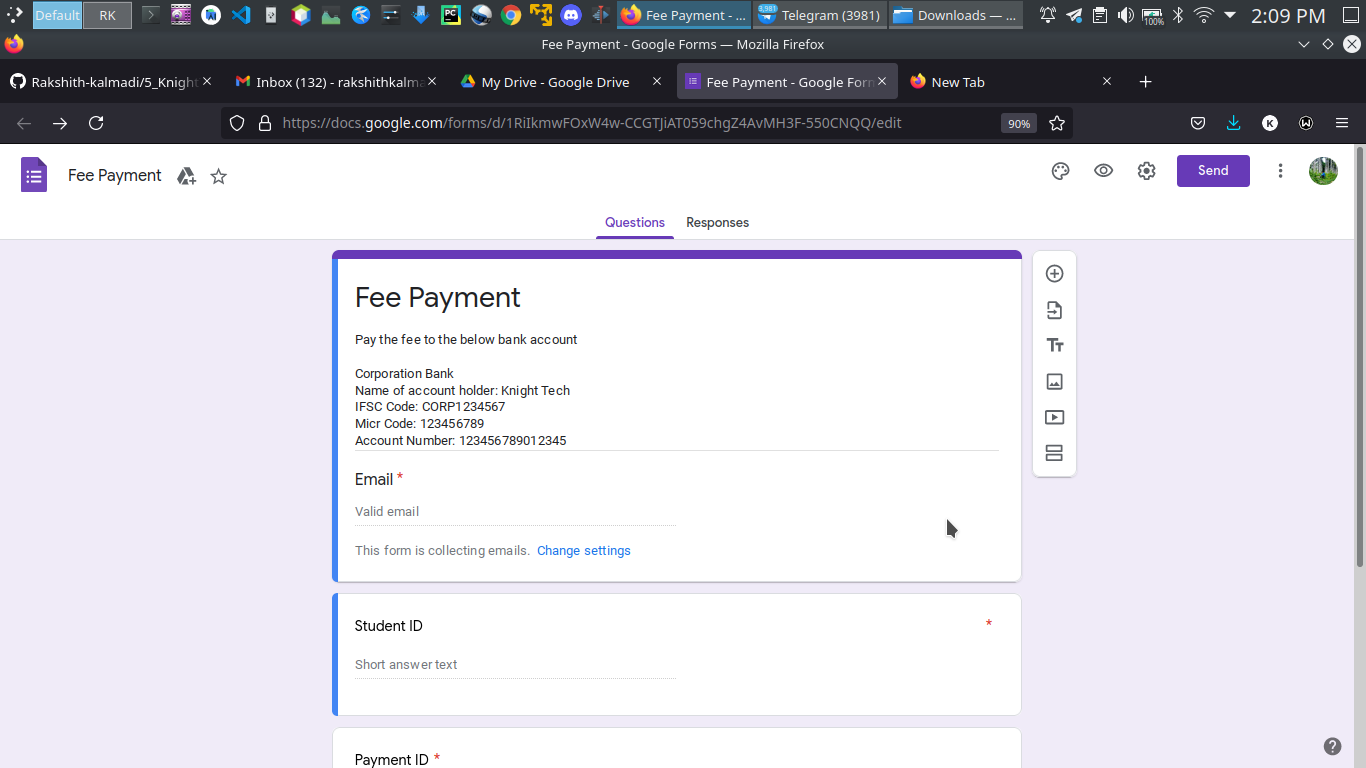 Default
RK
Fee Payment - ...
3,981
Telegram (3981)
Downloads — ...
100%
2:09 PM
Fee Payment - Google Forms — Mozilla Firefox
Rakshith-kalmadi/5_Knight
Inbox (132) - rakshithkalma
My Drive - Google Drive
Fee Payment - Google Form
New Tab
https://docs.google.com/forms/d/1RiIkmwFOxW4w-CCGTJiAT059chgZ4AvMH3F-550CNQQ/edit
90%
K
W
Fee Payment
Send
Questions
Responses
Fee Payment
Pay the fee to the below bank account
Corporation Bank
Name of account holder: Knight Tech
IFSC Code: CORP1234567
Micr Code: 123456789
Account Number: 123456789012345
Email *
Valid email
This form is collecting emails. Change settings
Student ID *
Short answer text
Payment ID *